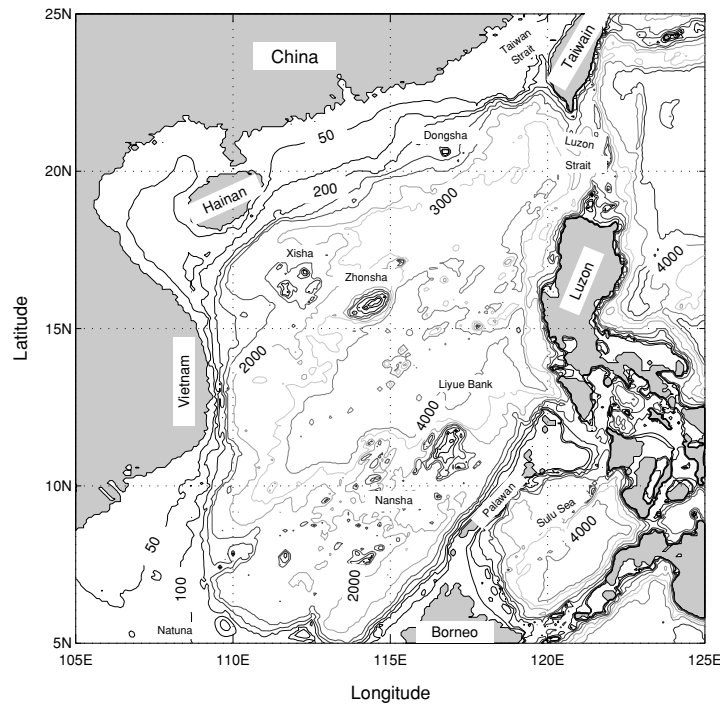 25N
Taiwan
Strait
Taiwain
China
50
Dongsha
Luzon
Strait
20N
Hainan
200
3000
Xisha
Zhonsha
4000
Luzon
15N
Latitude
2000
Vietnam
Liyue Bank
4000
10N
Nansha
Palawan
Sulu Sea
4000
50
100
2000
Natuna
Borneo
5N
105E
110E
115E
120E
125E
Longitude